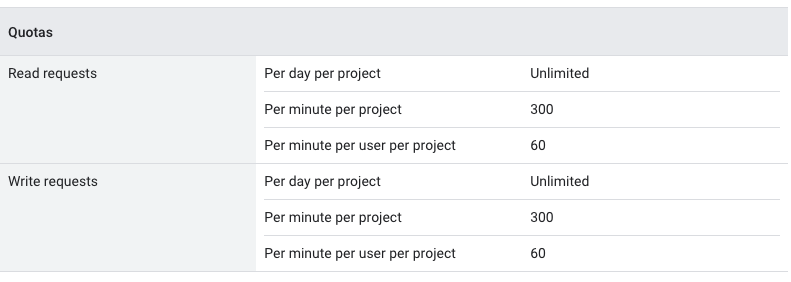 Quotas
Read requests Per day per project Unlimited
Per minute per project 300
Per minute per user per project 60
Write requests Per day per project Unlimited
Per minute per project 300
Per minute per user per project 60